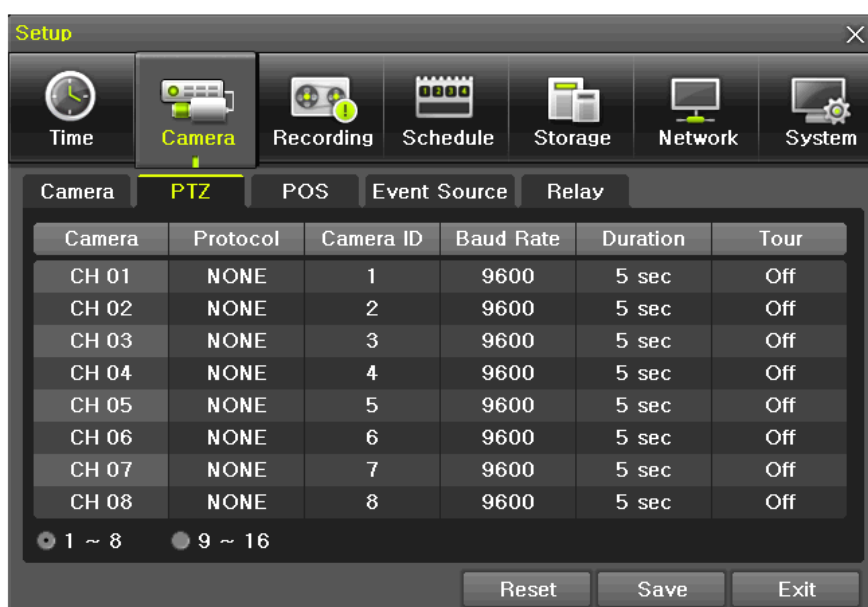 Setup
Time Camera Recording Schedule Storage Network System
Camera PTZ POS Event Source Relay
Camera Protocol Camera ID Baud Rate Duration Tour
CH 01 NONE 1 9600 5 sec Off
CH 02 NONE 2 9600 5 sec Off
CH 03 NONE 3 9600 5 sec Off
CH 04 NONE 4 9600 5 sec Off
CH 05 NONE 5 9600 5 sec Off
CH 06 NONE 6 9600 5 sec Off
CH 07 NONE 7 9600 5 sec Off
CH 08 NONE 8 9600 5 sec Off
1 ~ 8 9 ~ 16
Reset Save Exit